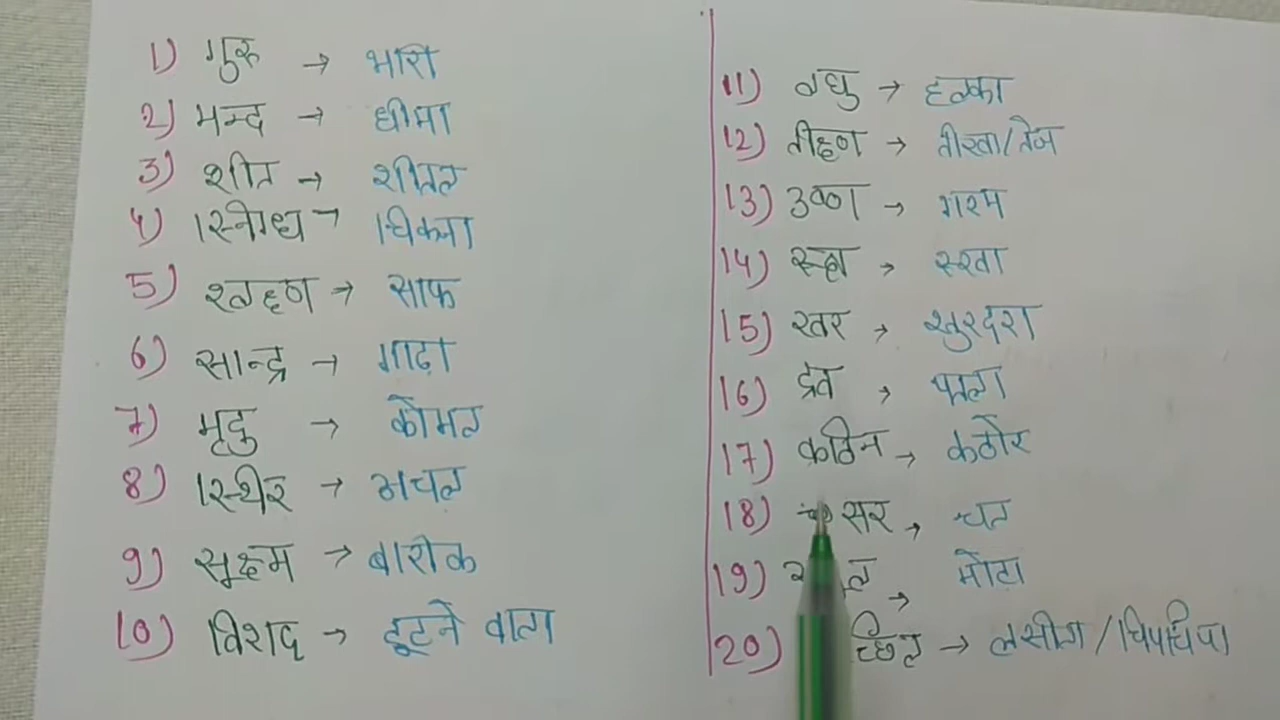 1) गुरु → भारी
2) मन्द → धीमा
3) शीत → शीतल
4) स्निग्ध → चिकना
5) श्लक्ष्ण → साफ
6) सान्द्र → गाढ़ा
7) मृदु → कोमल
8) स्थिर → अचल
9) सूक्ष्म → बारीक
10) विशद → टूटने वाला
11) लघु → हल्का
12) तीक्ष्ण → तीखा/तेज
13) उष्ण → गरम
14) रूक्ष → रूखा
15) खर → खुरदरा
16) द्रव → पतला
17) कठिन → कठोर
18) सर → चल
19) → मोटा
20) → लसीला/चिपचिपा